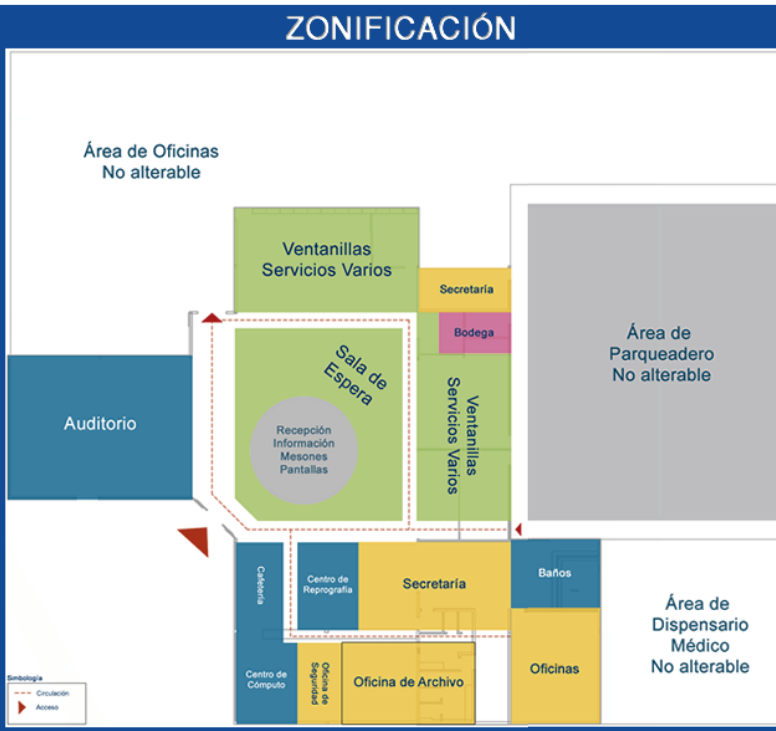 ZONIFICACIÓN
Área de Oficinas
No alterable
Ventanillas
Servicios Varios
Secretaría
Bodega
Área de
Parqueadero
No alterable
Sala de
Espera
Ventanillas
Servicios Varios
Auditorio
Recepción
Información
Mesones
Pantallas
Cafetería
Centro de
Reprografía
Secretaría
Baños
Área de
Dispensario
Médico
No alterable
Centro de
Cómputo
Oficina de
Seguridad
Oficina de Archivo
Oficinas
Simbología
Circulación
Acceso